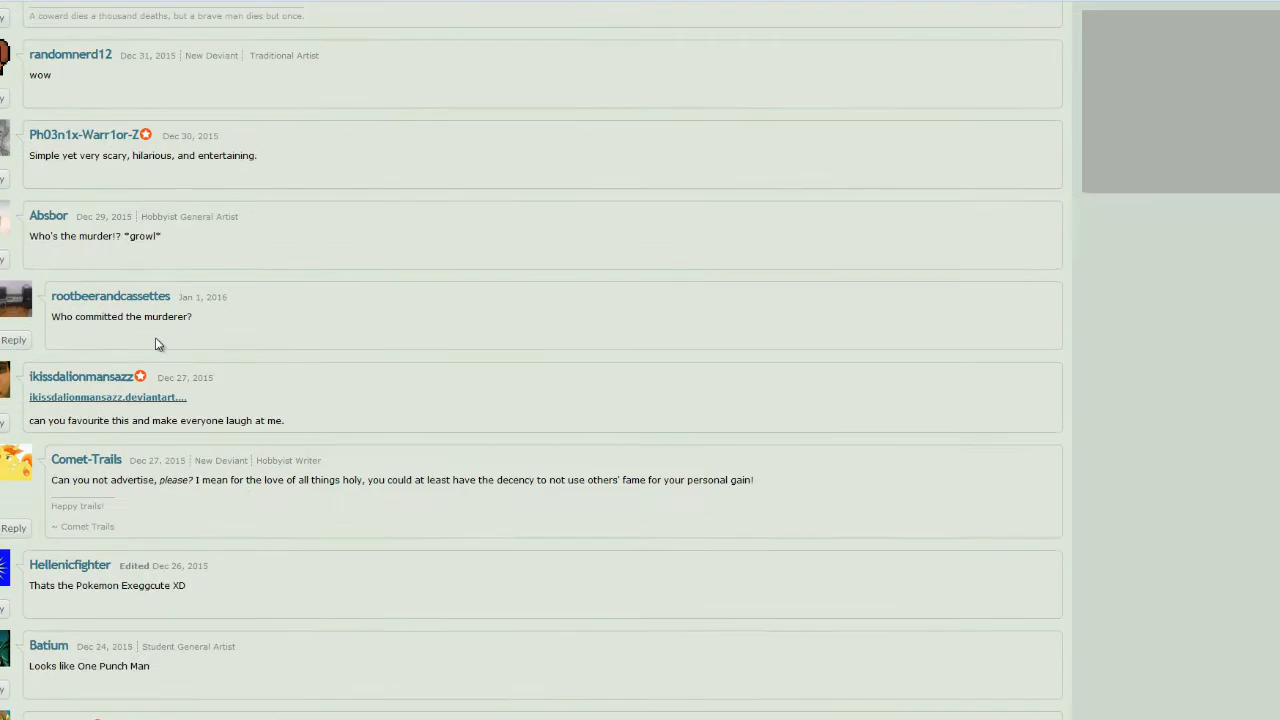 A coward dies a thousand deaths, but a brave man dies but once.
randomnerd12 Dec 31, 2015 New Deviant Traditional Artist
wow
Ph03n1x-Warr1or-Z Dec 30, 2015
Simple yet very scary, hilarious, and entertaining.
Absbor Dec 29, 2015 Hobbyist General Artist
Who's the murder!? *growl*
rootbeerandcassettes Jan 1, 2016
Who committed the murderer?
Reply
ikissdalionmansazz Dec 27, 2015
ikissdalionmansazz.deviantart....
can you favourite this and make everyone laugh at me.
Comet-Trails Dec 27, 2015 New Deviant Hobbyist Writer
Can you not advertise, please? I mean for the love of all things holy, you could at least have the decency to not use others' fame for your personal gain!
Happy trails!
~ Comet Trails
Reply
Hellenicfighter Edited Dec 26, 2015
Thats the Pokemon Exeggcute XD
Batium Dec 24, 2015 Student General Artist
Looks like One Punch Man